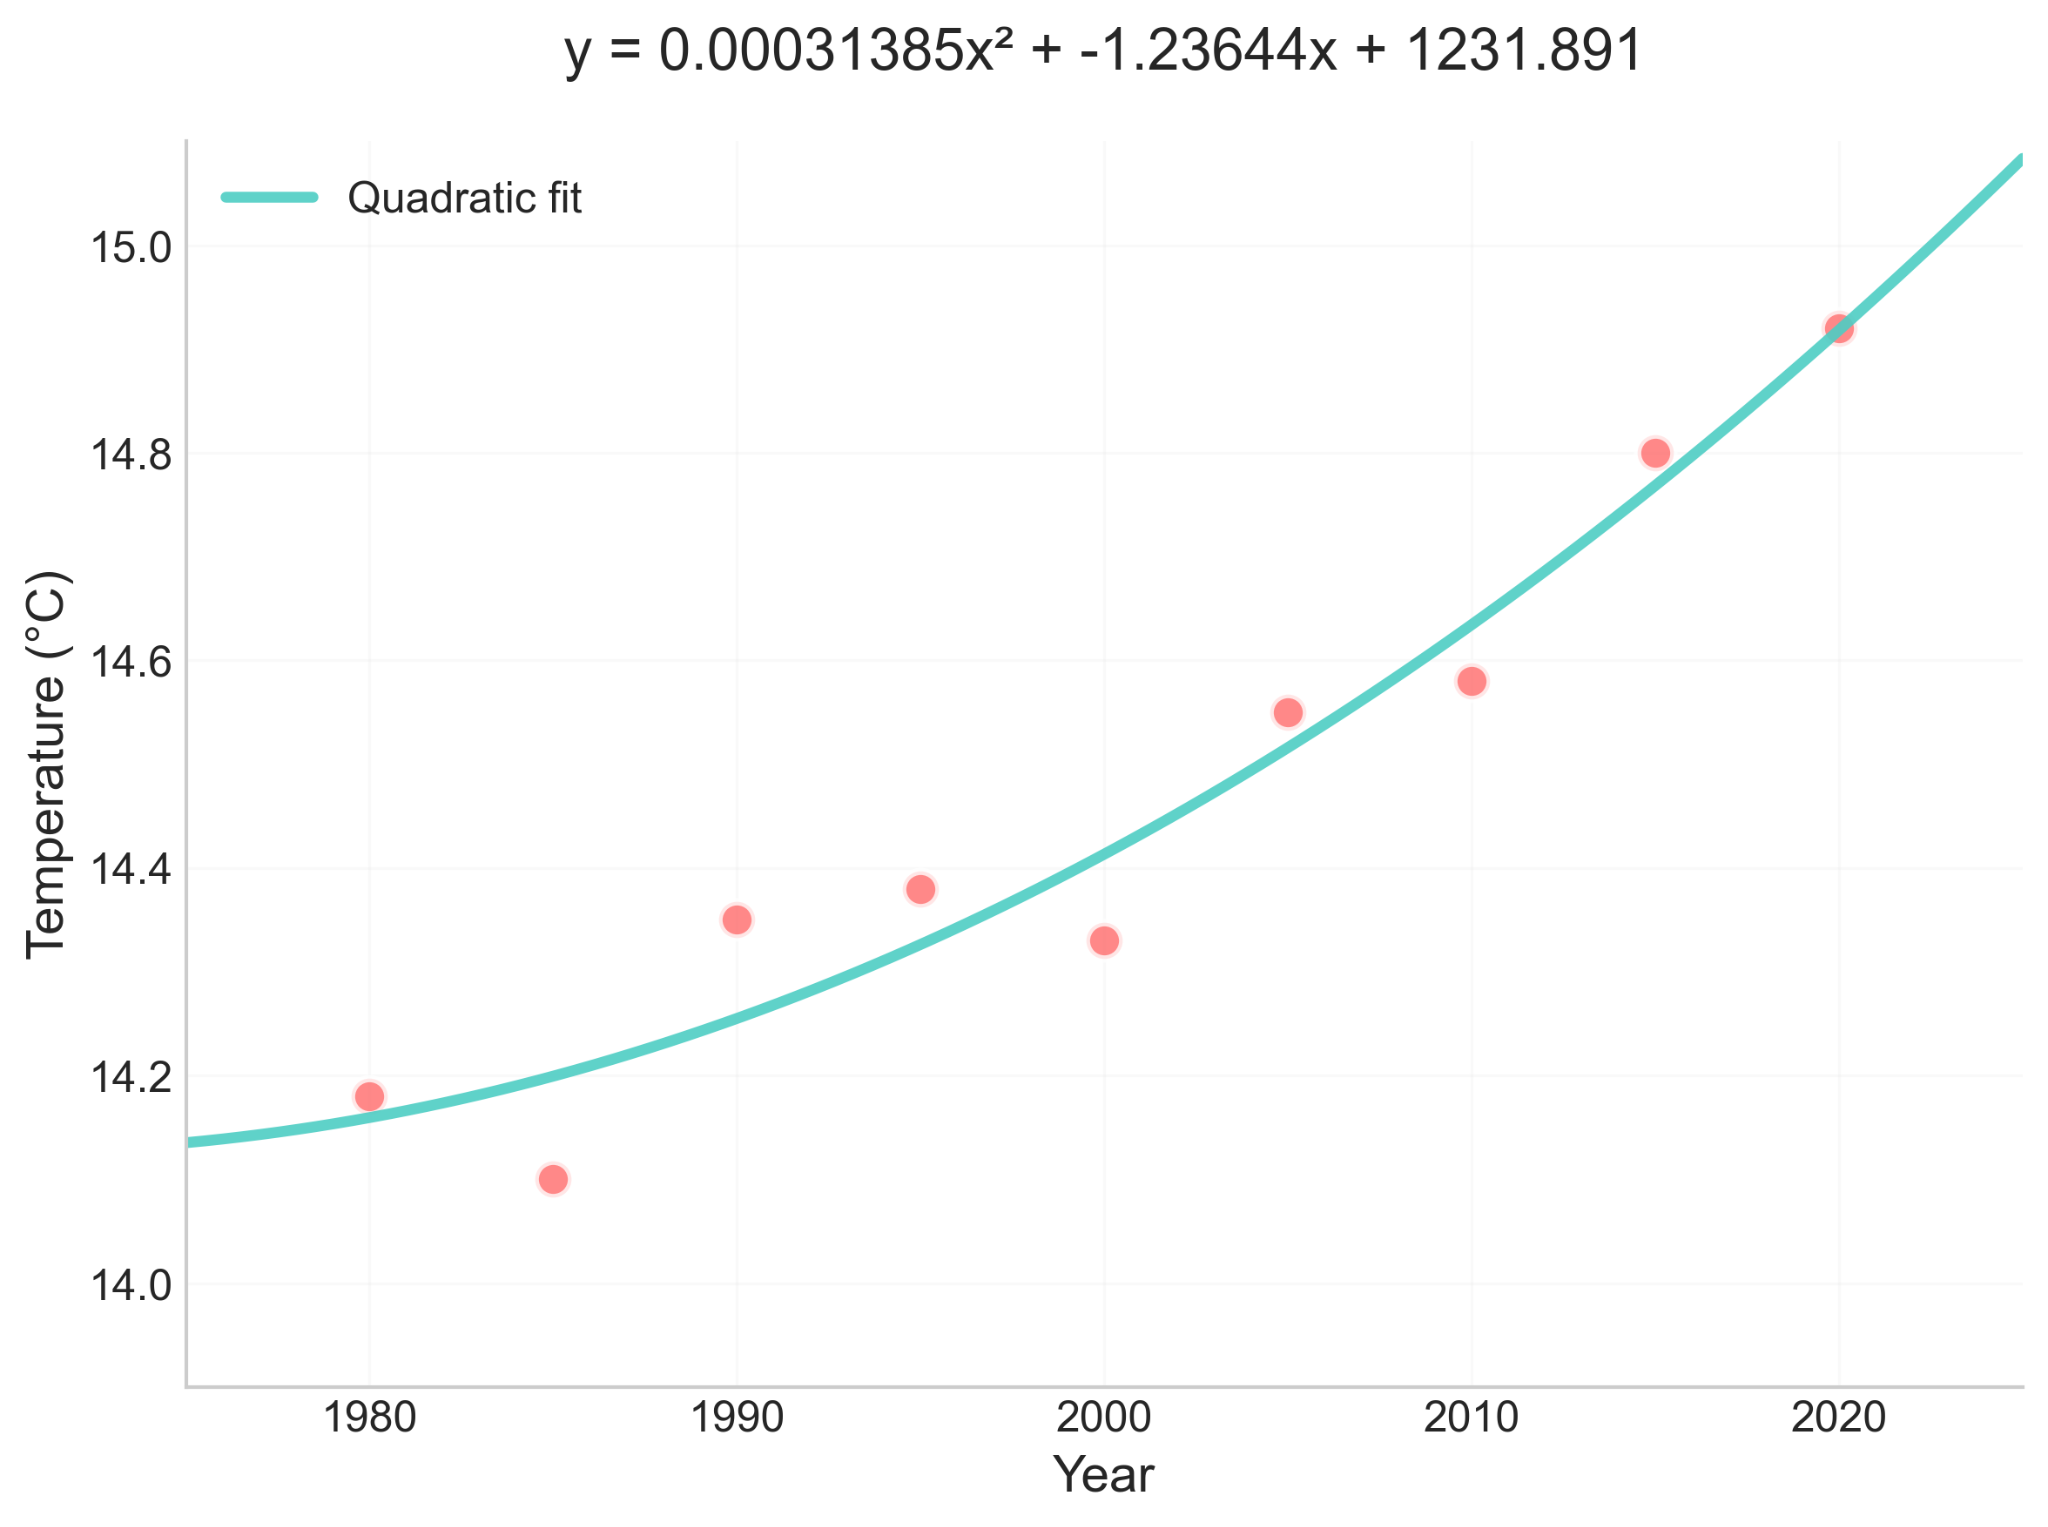 y = 0.00031385x² + -1.23644x + 1231.891
Quadratic fit
15.0
14.8
14.6
14.4
14.2
14.0
Temperature (°C)
1980 1990 2000 2010 2020
Year